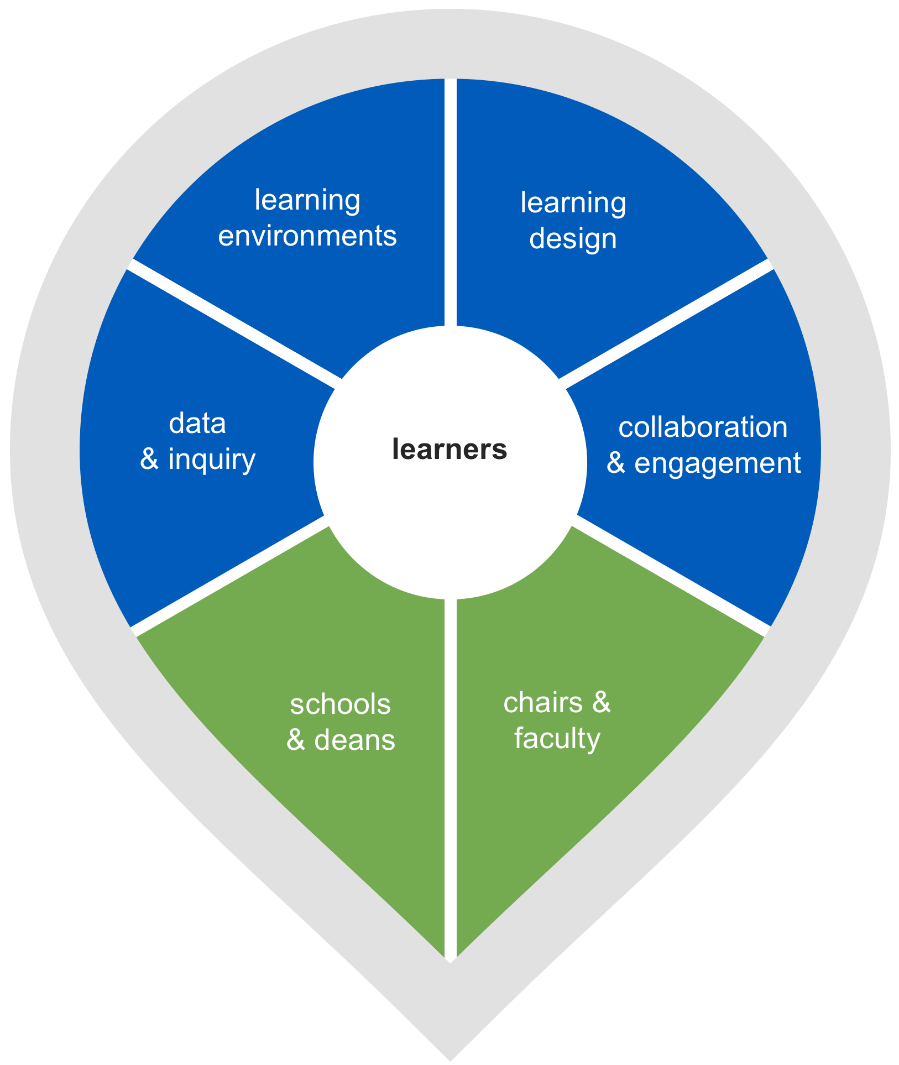 learning
environments
learning
design
data
& inquiry
learners
collaboration
& engagement
schools
& deans
chairs &
faculty